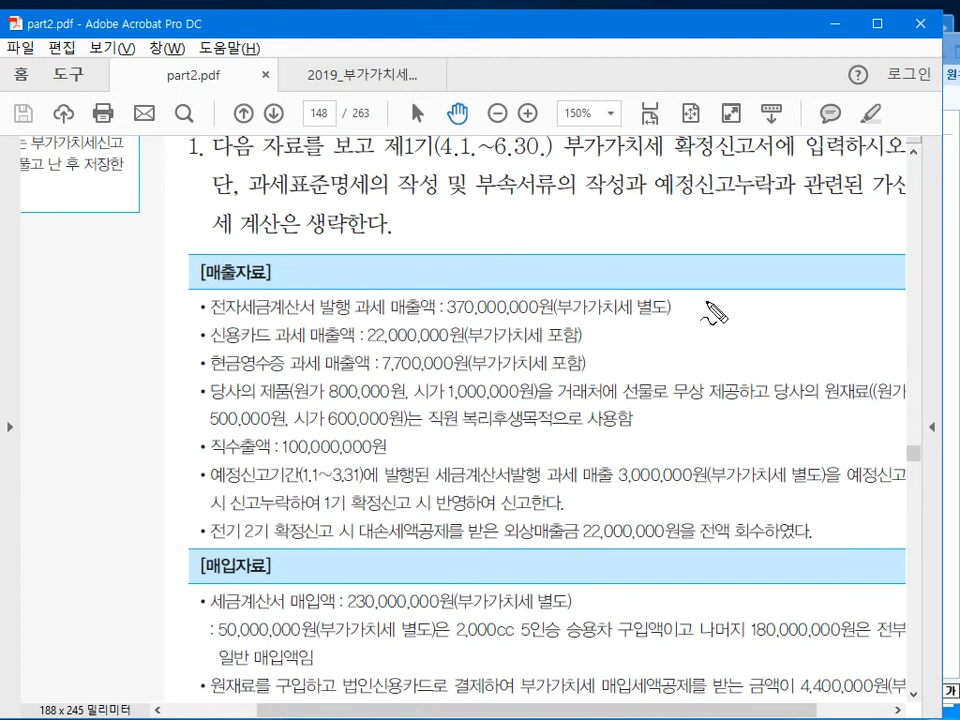 part2.pdf - Adobe Acrobat Pro DC
파일 편집 보기(V) 창(W) 도움말(H)
홈 도구 part2.pdf × 2019_부가가치세... ? 로그인
148 / 263 150%
= 부가가치세신고
풀고 난 후 저장한
1. 다음 자료를 보고 제1기(4.1.~6.30.) 부가가치세 확정신고서에 입력하시오
단, 과세표준명세의 작성 및 부속서류의 작성과 예정신고누락과 관련된 가산
세 계산은 생략한다.
[매출자료]
• 전자세금계산서 발행 과세 매출액 : 370,000,000원(부가가치세 별도)
• 신용카드 과세 매출액 : 22,000,000원(부가가치세 포함)
• 현금영수증 과세 매출액 : 7,700,000원(부가가치세 포함)
• 당사의 제품(원가 800,000원, 시가 1,000,000원)을 거래처에 선물로 무상 제공하고 당사의 원재료((원가
500,000원, 시가 600,000원)는 직원 복리후생목적으로 사용함
• 직수출액 : 100,000,000원
• 예정신고기간(1.1~3.31)에 발행된 세금계산서발행 과세 매출 3,000,000원(부가가치세 별도)을 예정신고
시 신고누락하여 1기 확정신고 시 반영하여 신고한다.
• 전기 2기 확정신고 시 대손세액공제를 받은 외상매출금 22,000,000원을 전액 회수하였다.
[매입자료]
• 세금계산서 매입액 : 230,000,000원(부가가치세 별도)
: 50,000,000원(부가가치세 별도)은 2,000cc 5인승 승용차 구입액이고 나머지 180,000,000원은 전부
일반 매입액임
• 원재료를 구입하고 법인신용카드로 결제하여 부가가치세 매입세액공제를 받는 금액이 4,400,000원(부
188 x 245 밀리미터
가